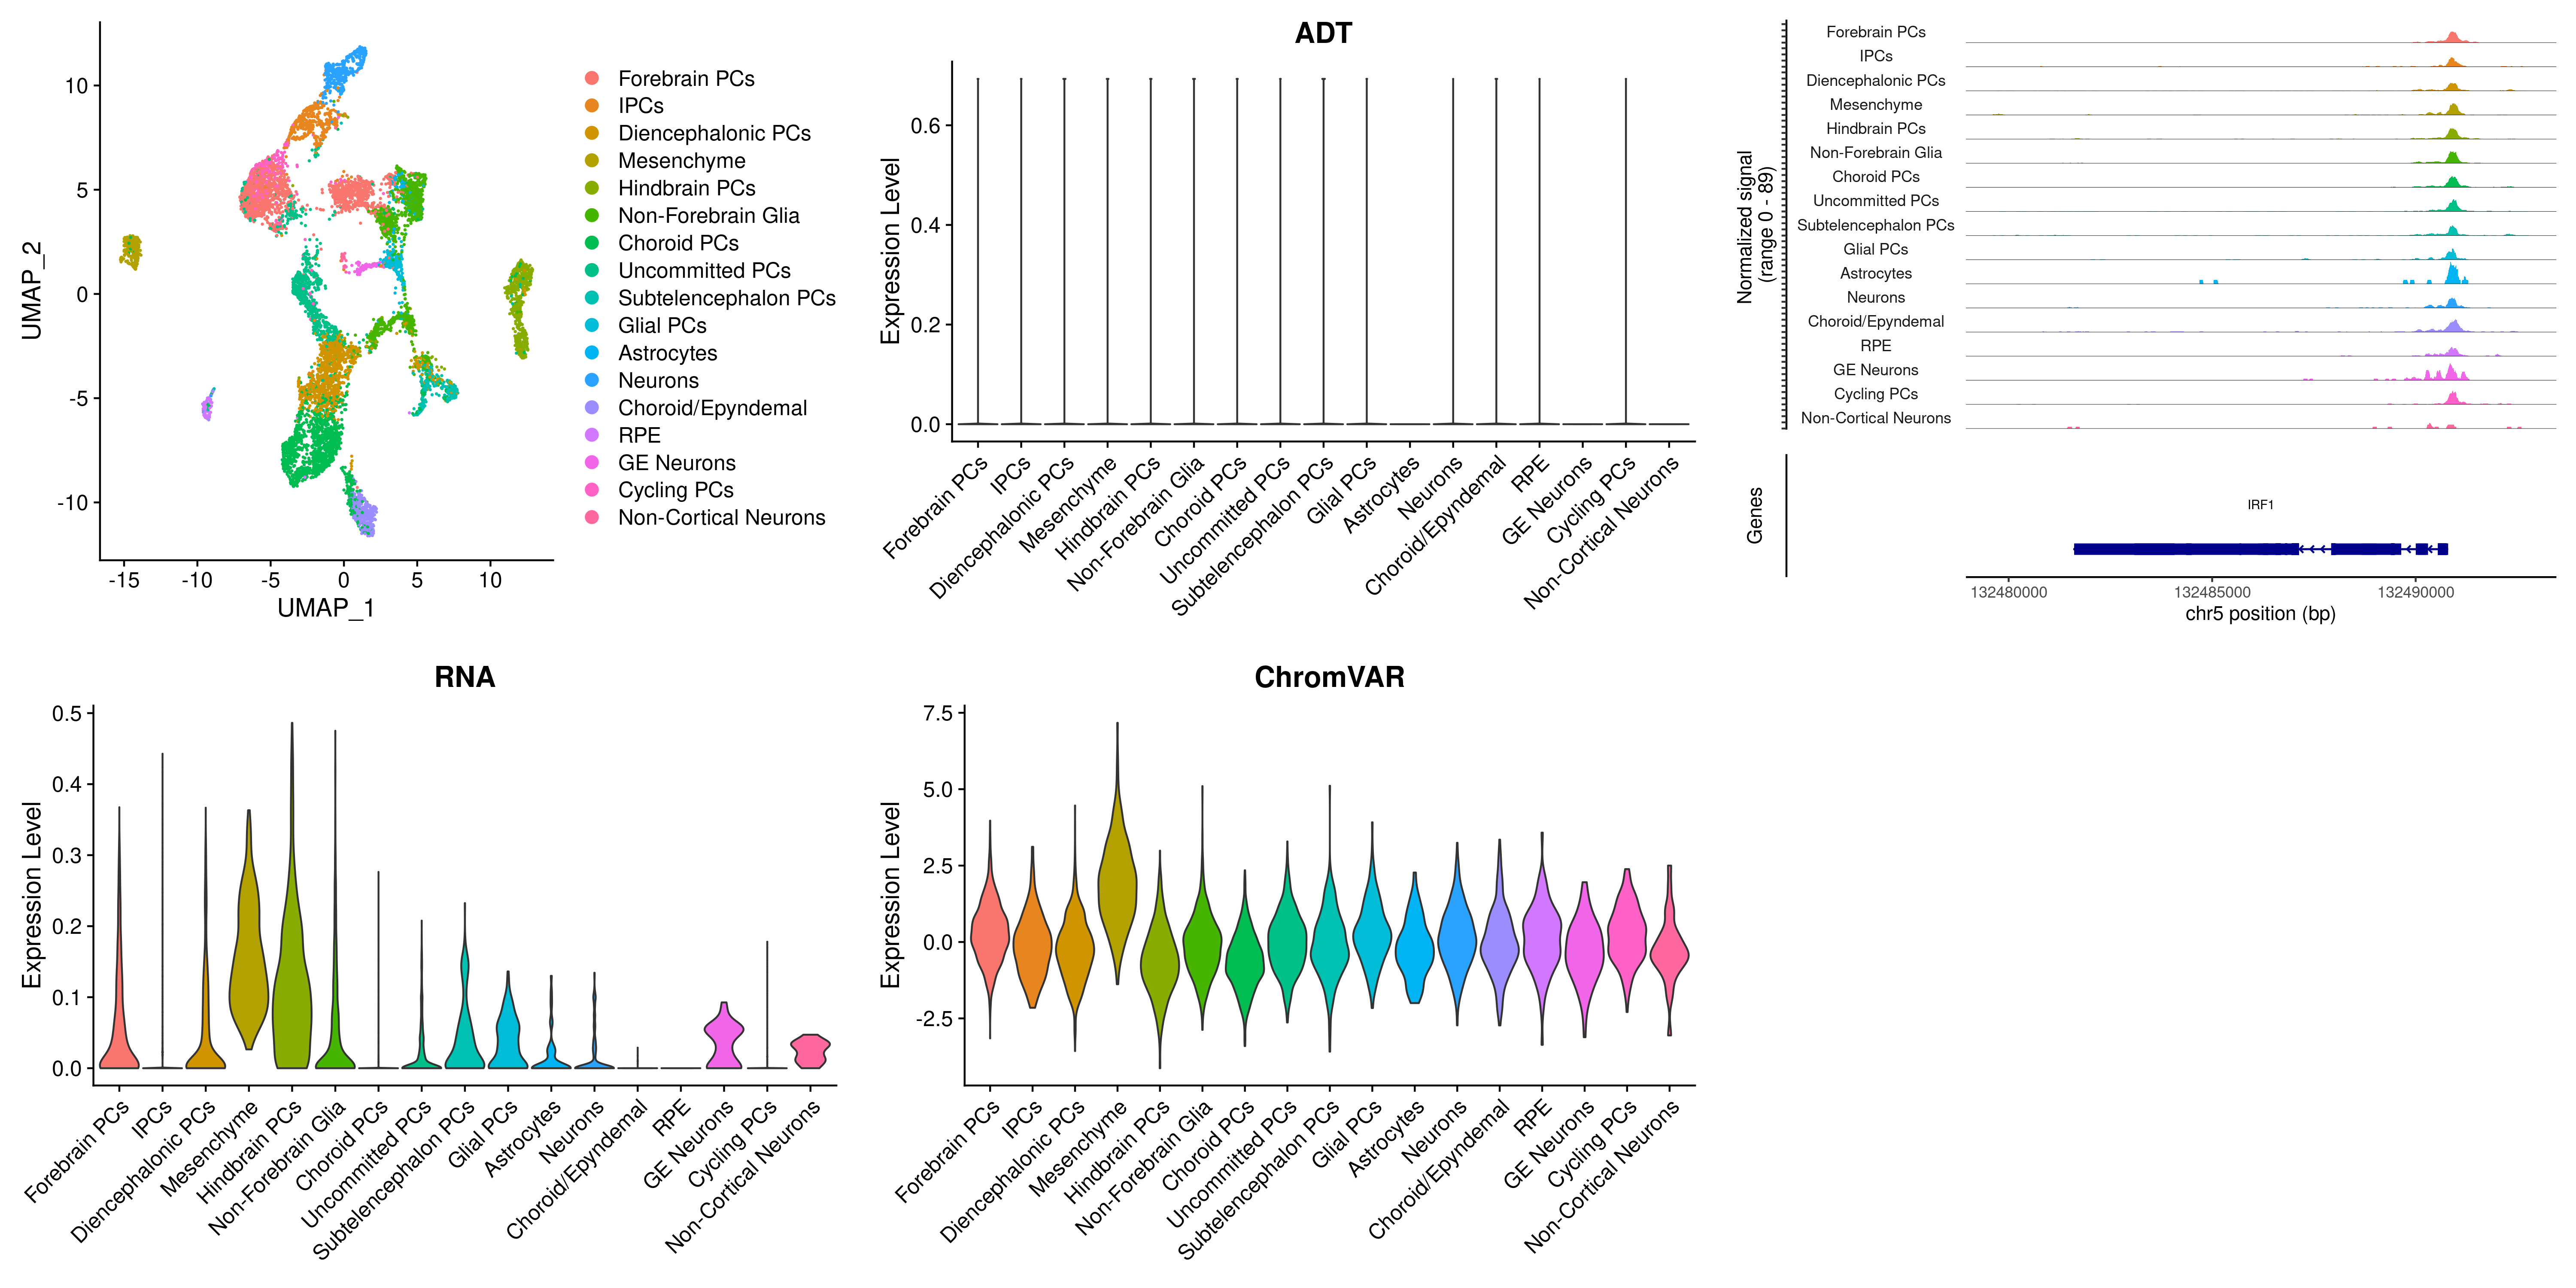 UMAP_2
10
5
0
-5
-10
-15
-10
-5
0
5
10
UMAP_1
Forebrain PCs
IPCs
Diencephalonic PCs
Mesenchyme
Hindbrain PCs
Non-Forebrain Glia
Choroid PCs
Uncommitted PCs
Subtelencephalon PCs
Glial PCs
Astrocytes
Neurons
Choroid/Epyndemal
RPE
GE Neurons
Cycling PCs
Non-Cortical Neurons
ADT
Expression Level
0.6
0.4
0.2
0.0
Forebrain PCs
IPCs
Diencephalonic PCs
Mesenchyme
Hindbrain PCs
Non-Forebrain Glia
Choroid PCs
Uncommitted PCs
Subtelencephalon PCs
Glial PCs
Astrocytes
Neurons
Choroid/Epyndemal
RPE
GE Neurons
Cycling PCs
Non-Cortical Neurons
Normalized signal
(range 0 - 89)
Forebrain PCs
IPCs
Diencephalonic PCs
Mesenchyme
Hindbrain PCs
Non-Forebrain Glia
Choroid PCs
Uncommitted PCs
Subtelencephalon PCs
Glial PCs
Astrocytes
Neurons
Choroid/Epyndemal
RPE
GE Neurons
Cycling PCs
Non-Cortical Neurons
Genes
IRF1
132480000
132485000
132490000
chr5 position (bp)
RNA
Expression Level
0.5
0.4
0.3
0.2
0.1
0.0
Forebrain PCs
IPCs
Diencephalonic PCs
Mesenchyme
Hindbrain PCs
Non-Forebrain Glia
Choroid PCs
Uncommitted PCs
Subtelencephalon PCs
Glial PCs
Astrocytes
Neurons
Choroid/Epyndemal
RPE
GE Neurons
Cycling PCs
Non-Cortical Neurons
ChromVAR
Expression Level
7.5
5.0
2.5
0.0
-2.5
Forebrain PCs
IPCs
Diencephalonic PCs
Mesenchyme
Hindbrain PCs
Non-Forebrain Glia
Choroid PCs
Uncommitted PCs
Subtelencephalon PCs
Glial PCs
Astrocytes
Neurons
Choroid/Epyndemal
RPE
GE Neurons
Cycling PCs
Non-Cortical Neurons